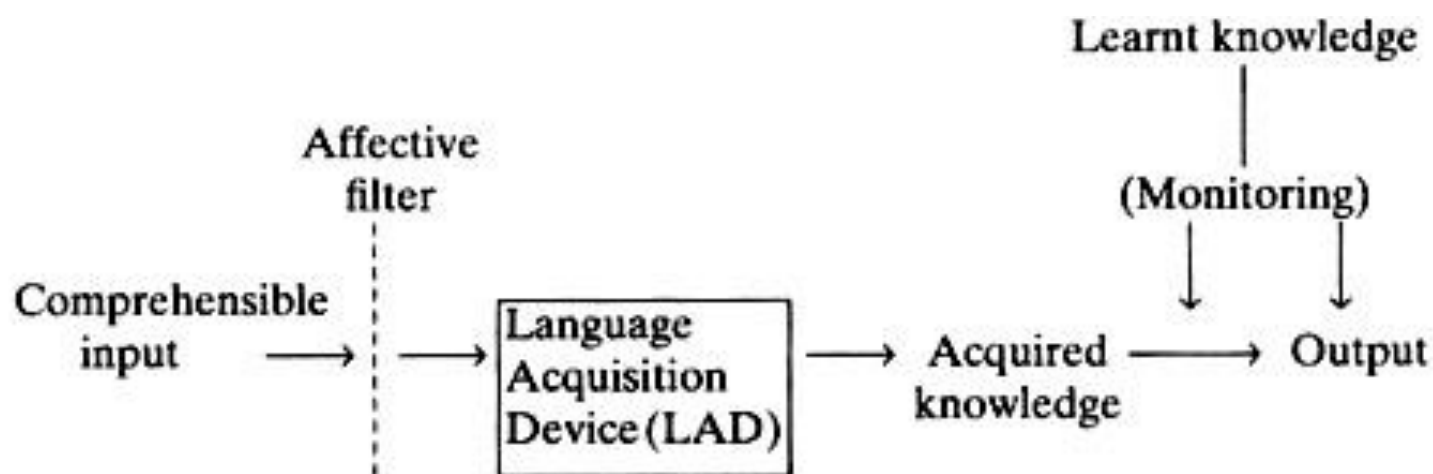 Learnt knowledge
Affective
filter
(Monitoring)
Comprehensible
input
Language
Acquisition
Device (LAD)
Acquired
knowledge
Output